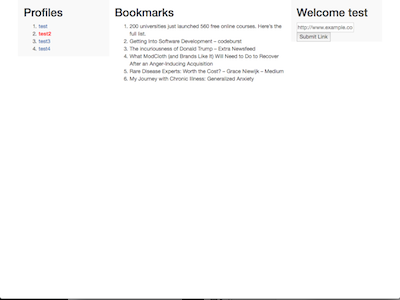 Profiles
1. test
2. test2
3. test3
4. test4
Bookmarks
1. 200 universities just launched 560 free online courses. Here's the
full list.
2. Getting Into Software Development – codeburst
3. The Incuriousness of Donald Trump – Extra Newsfeed
4. What ModCloth (and Brands Like It) Will Need to Do to Recover
After an Anger-Inducing Acquisition
5. Rare Disease Experts: Worth the Cost? – Grace Niewijk – Medium
6. My Journey with Chronic Illness: Generalized Anxiety
Welcome test
http://www.example.co
Submit Link